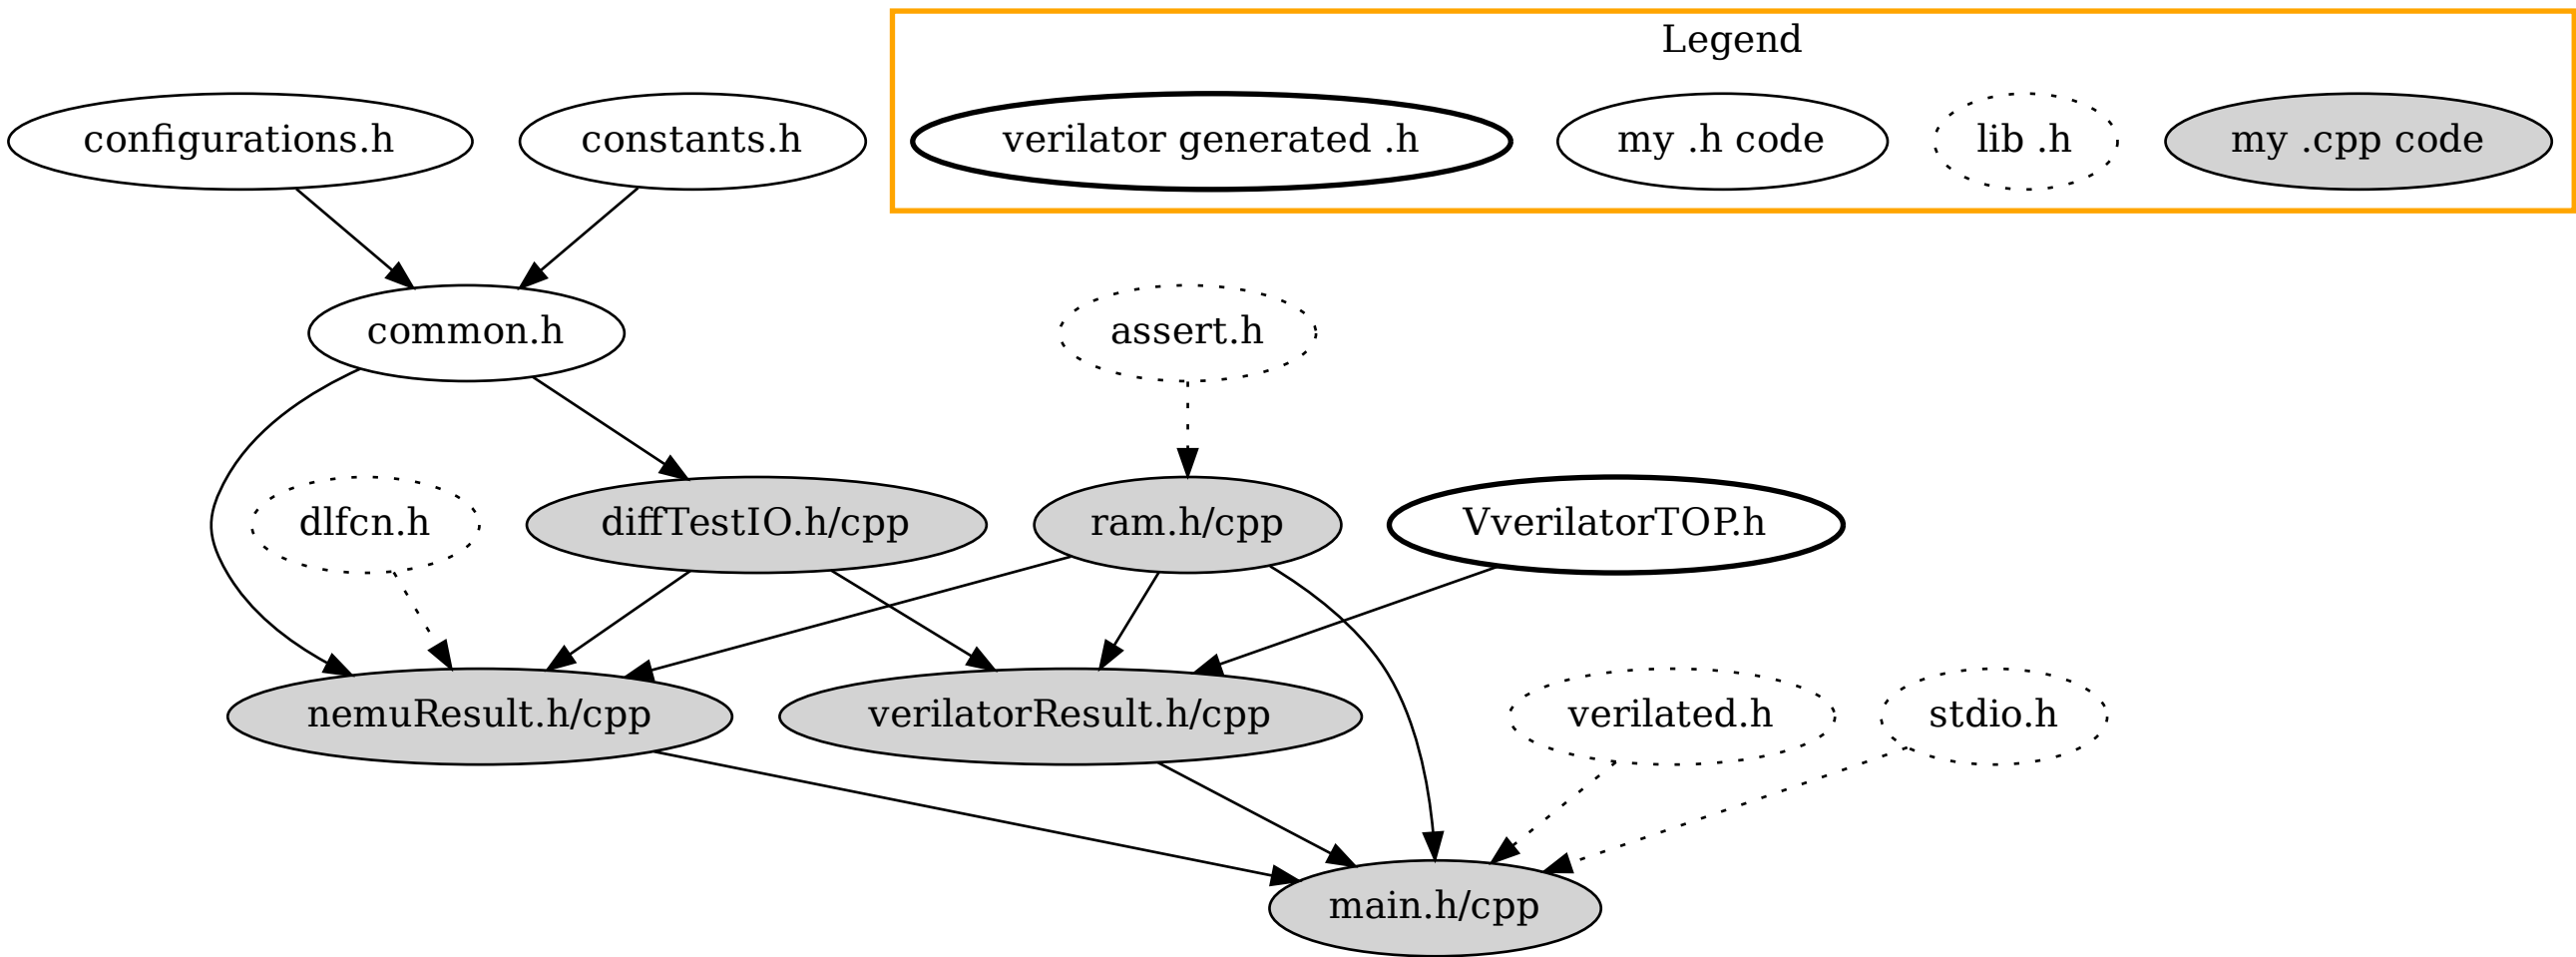 Legend
configurations.h
constants.h
verilator generated .h
my .h code
lib .h
my .cpp code
common.h
assert.h
dlfcn.h
diffTestIO.h/cpp
ram.h/cpp
VverilatorTOP.h
nemuResult.h/cpp
verilatorResult.h/cpp
verilated.h
stdio.h
main.h/cpp